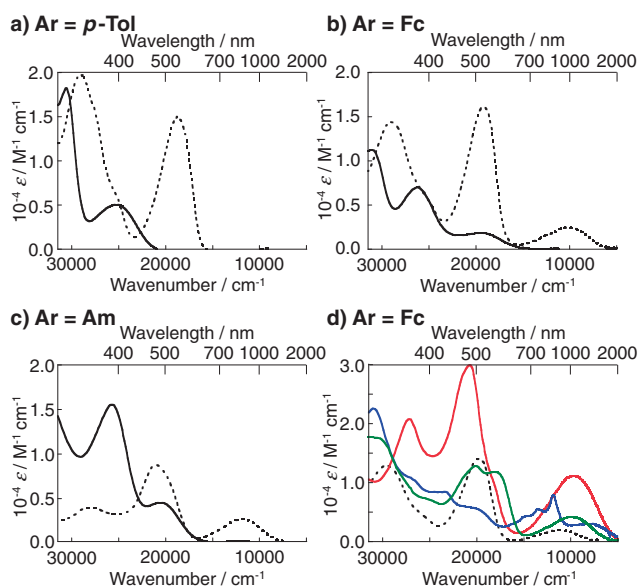 a) Ar = p-Tol
Wavelength / nm
400 500 700 1000 2000
2.0
1.5
1.0
0.5
0.0
10⁻⁴ ε / M⁻¹ cm⁻¹
30000 20000 10000
Wavenumber / cm⁻¹
b) Ar = Fc
Wavelength / nm
400 500 700 1000 2000
2.0
1.5
1.0
0.5
0.0
10⁻⁴ ε / M⁻¹ cm⁻¹
30000 20000 10000
Wavenumber / cm⁻¹
c) Ar = Am
Wavelength / nm
400 500 700 1000 2000
2.0
1.5
1.0
0.5
0.0
10⁻⁴ ε / M⁻¹ cm⁻¹
30000 20000 10000
Wavenumber / cm⁻¹
d) Ar = Fc
Wavelength / nm
400 500 700 1000 2000
3.0
2.0
1.0
0.0
10⁻⁴ ε / M⁻¹ cm⁻¹
30000 20000 10000
Wavenumber / cm⁻¹